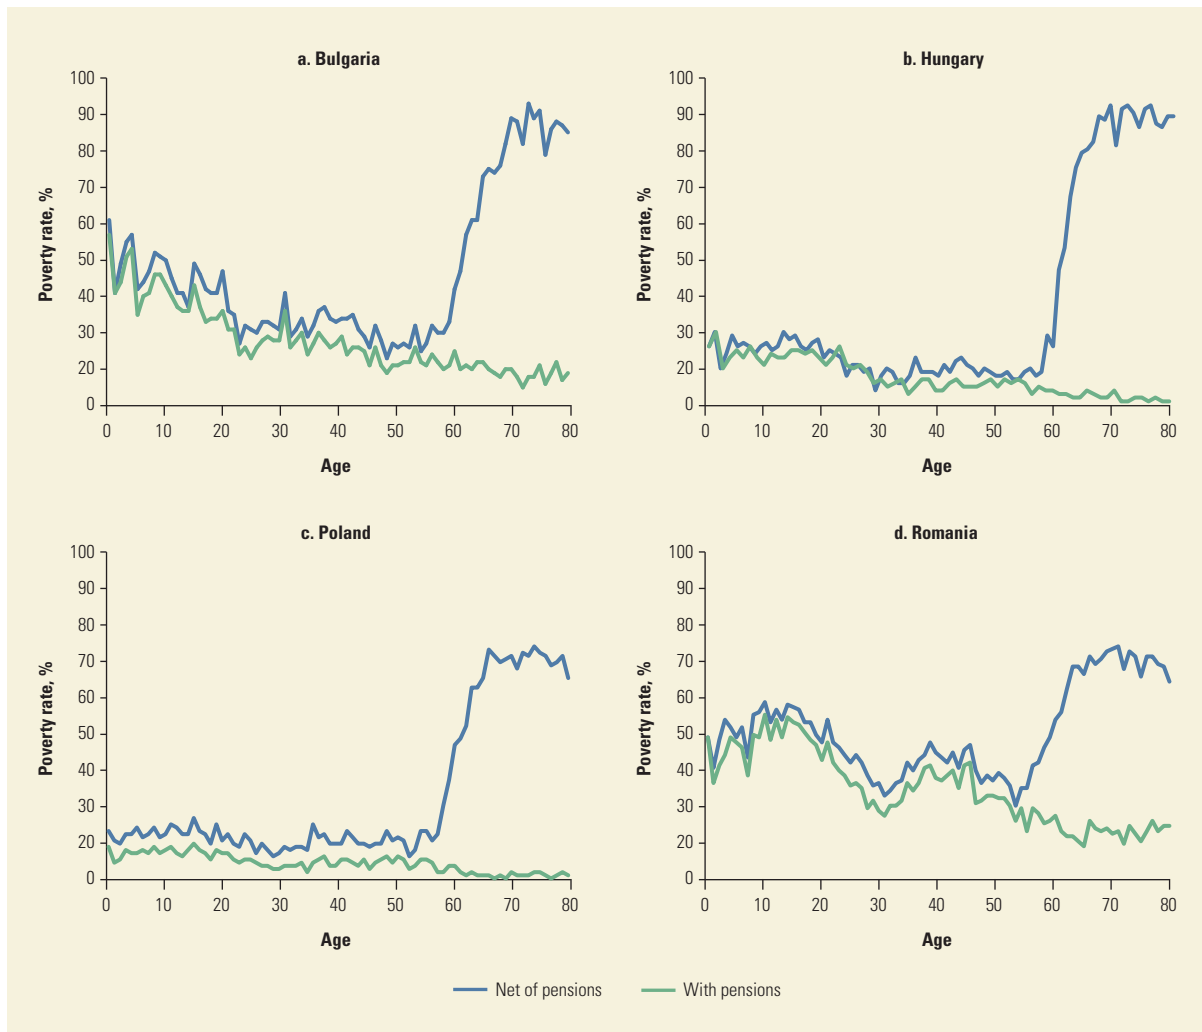 a. Bulgaria
100
90
80
70
60
50
40
30
20
10
0
Poverty rate, %
0 10 20 30 40 50 60 70 80
Age
b. Hungary
100
90
80
70
60
50
40
30
20
10
0
Poverty rate, %
0 10 20 30 40 50 60 70 80
Age
c. Poland
100
90
80
70
60
50
40
30
20
10
0
Poverty rate, %
0 10 20 30 40 50 60 70 80
Age
d. Romania
100
90
80
70
60
50
40
30
20
10
0
Poverty rate, %
0 10 20 30 40 50 60 70 80
Age
Net of pensions With pensions